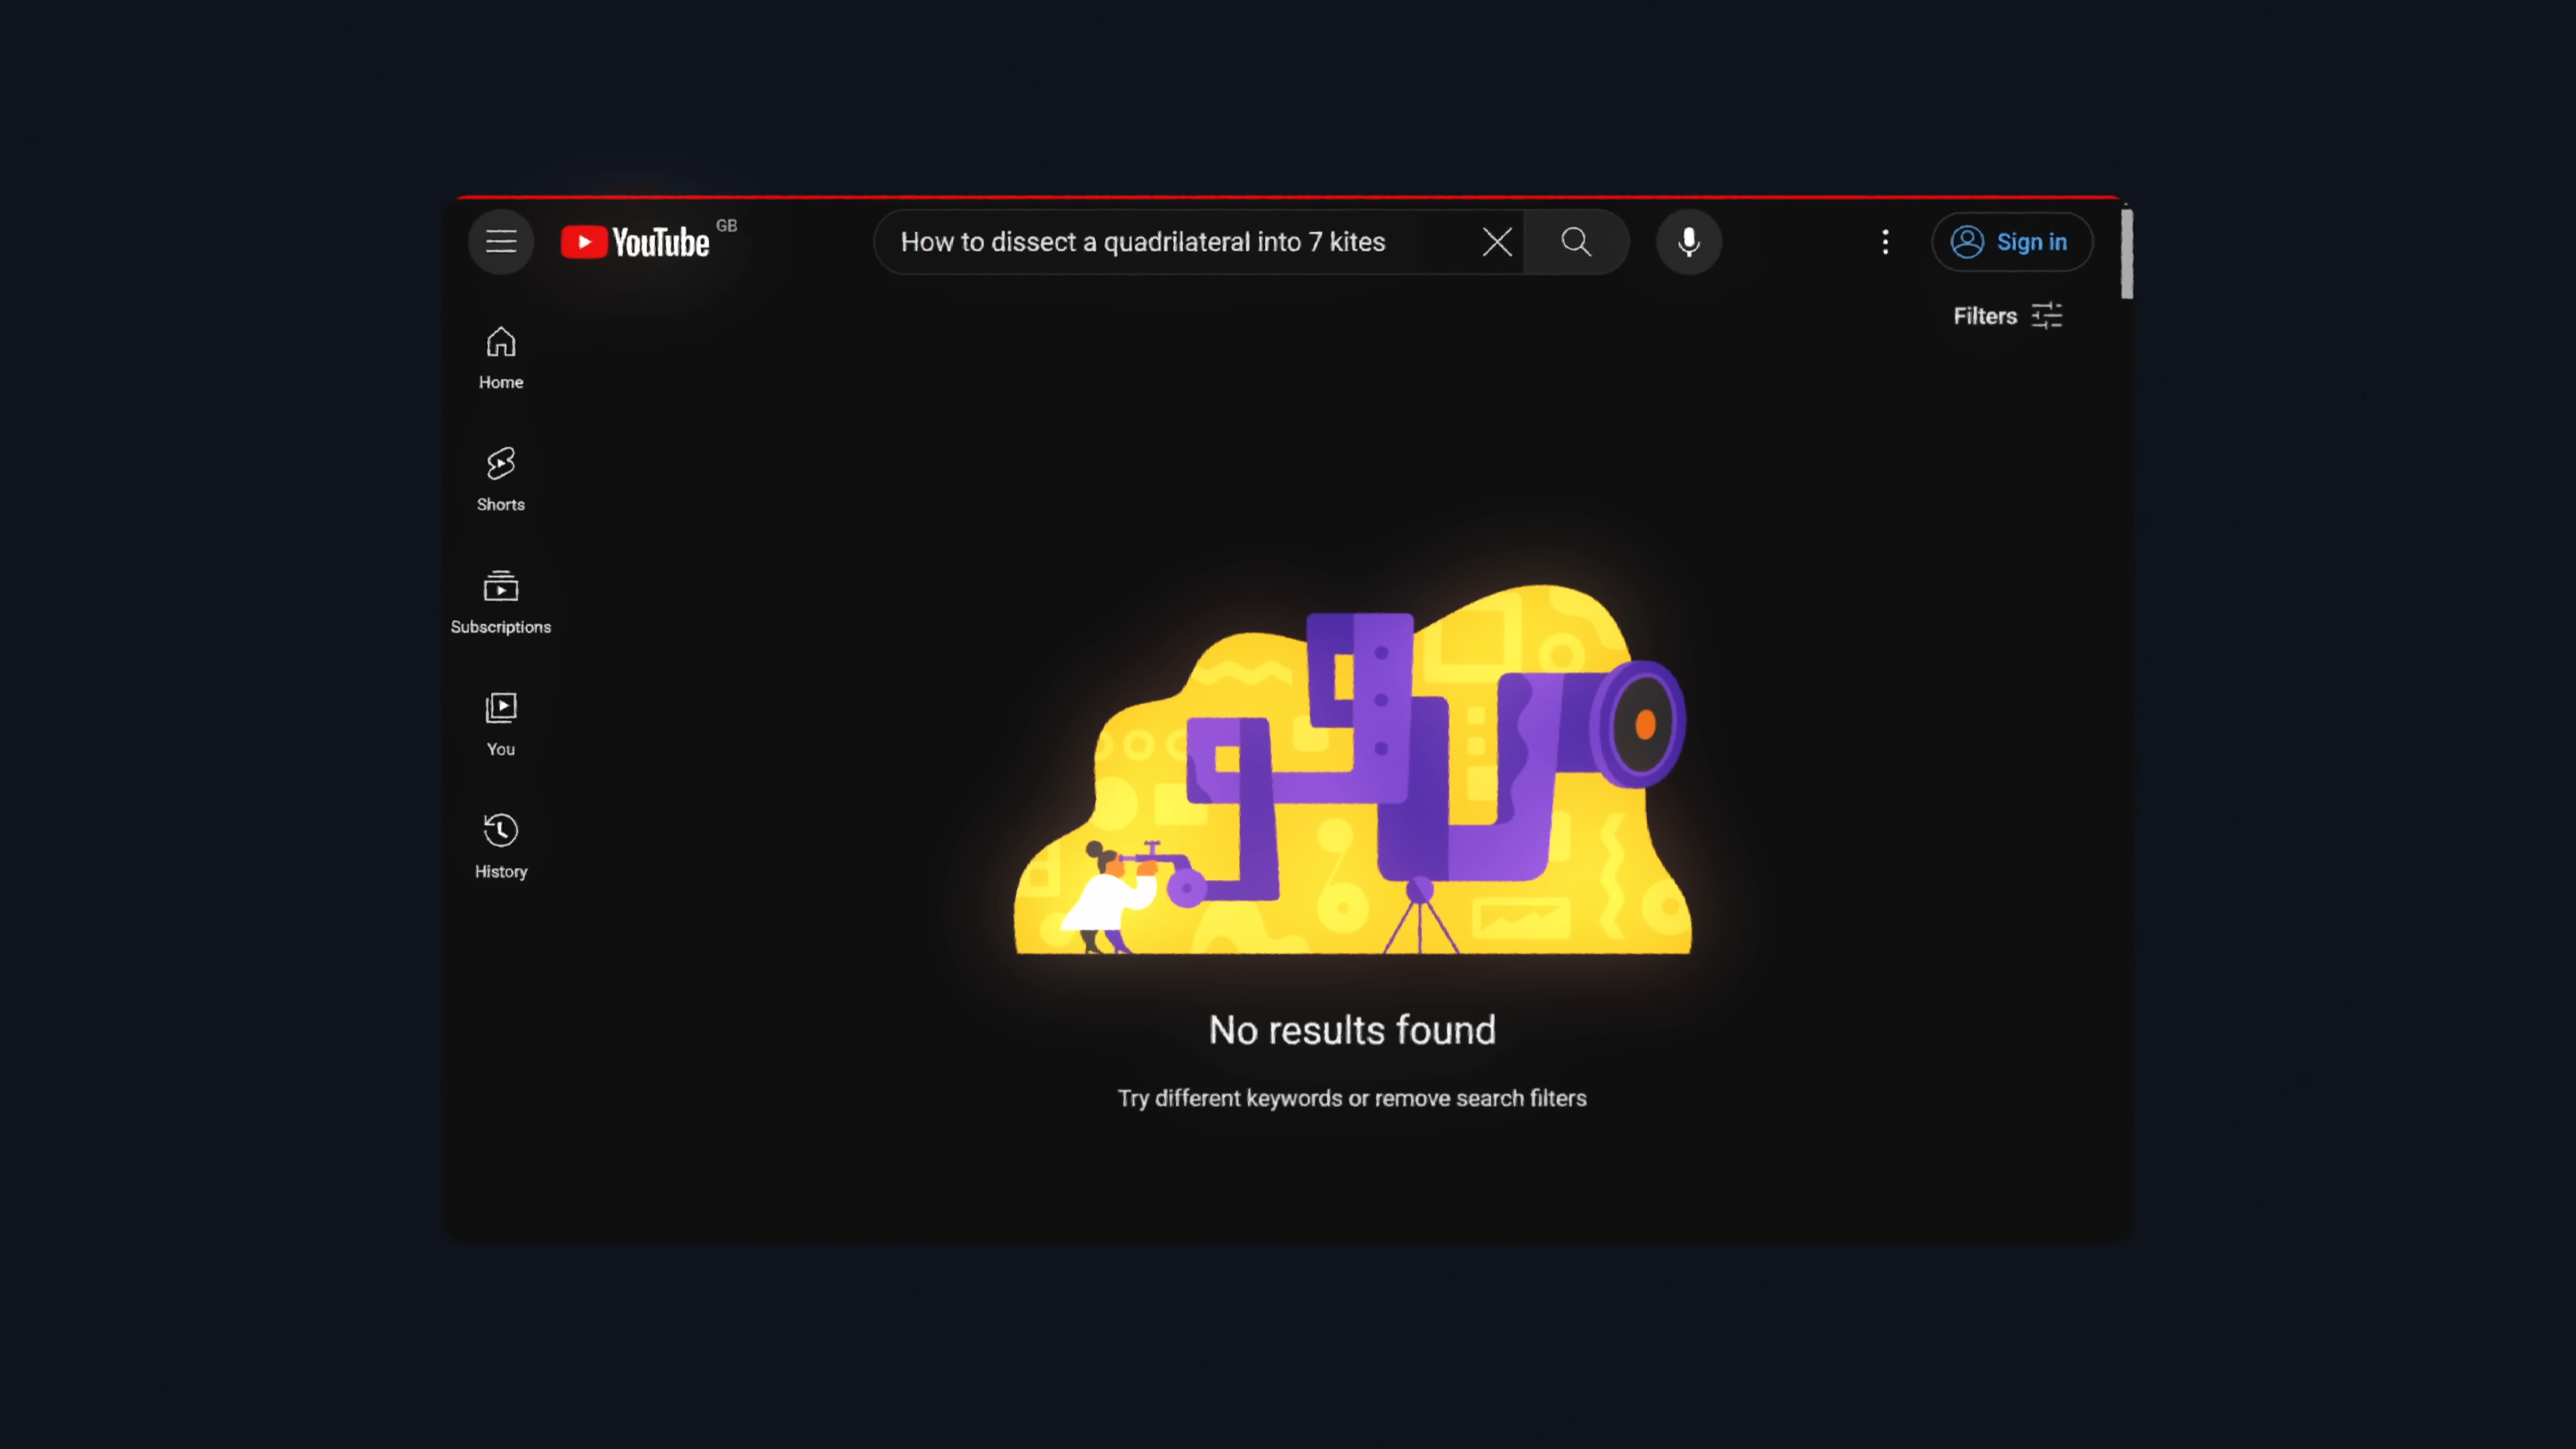 YouTube GB
How to dissect a quadrilateral into 7 kites
Sign in
Filters
Home
Shorts
Subscriptions
You
History
No results found
Try different keywords or remove search filters